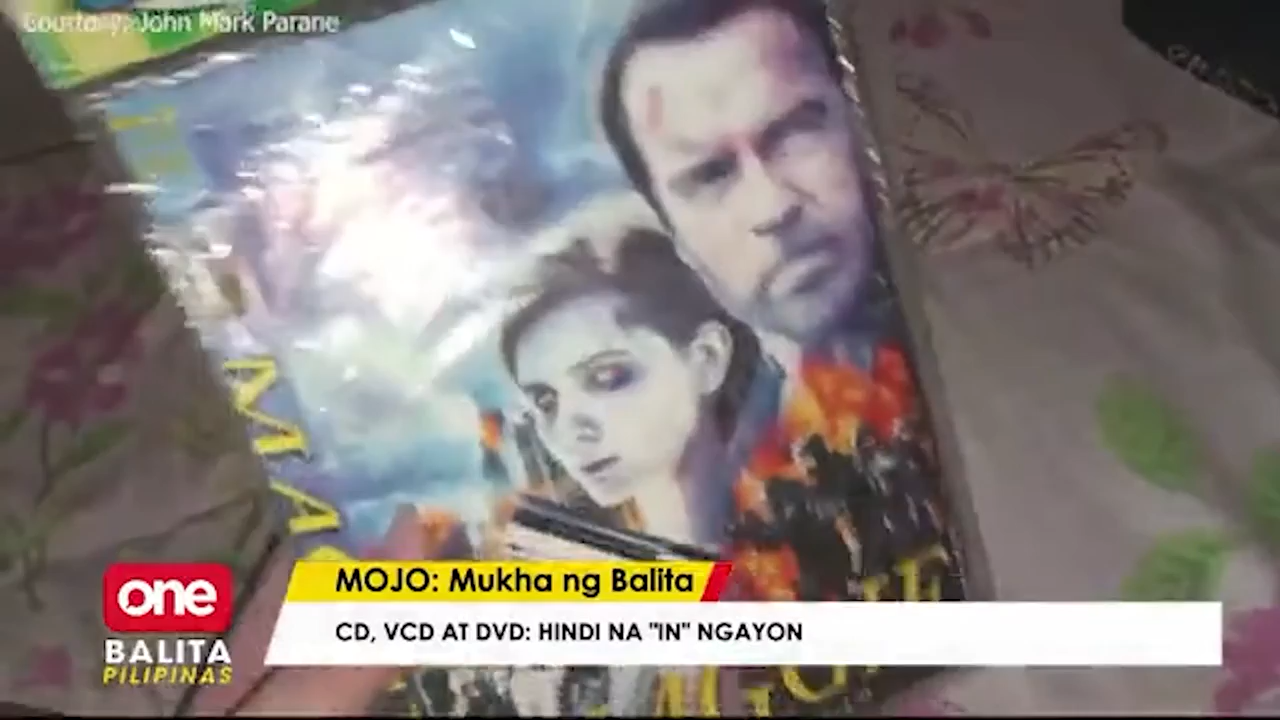 Courtesy: John Mark Parane
MA
one
BALITA
PILIPINAS
MOJO: Mukha ng Balita
CD, VCD AT DVD: HINDI NA "IN" NGAYON